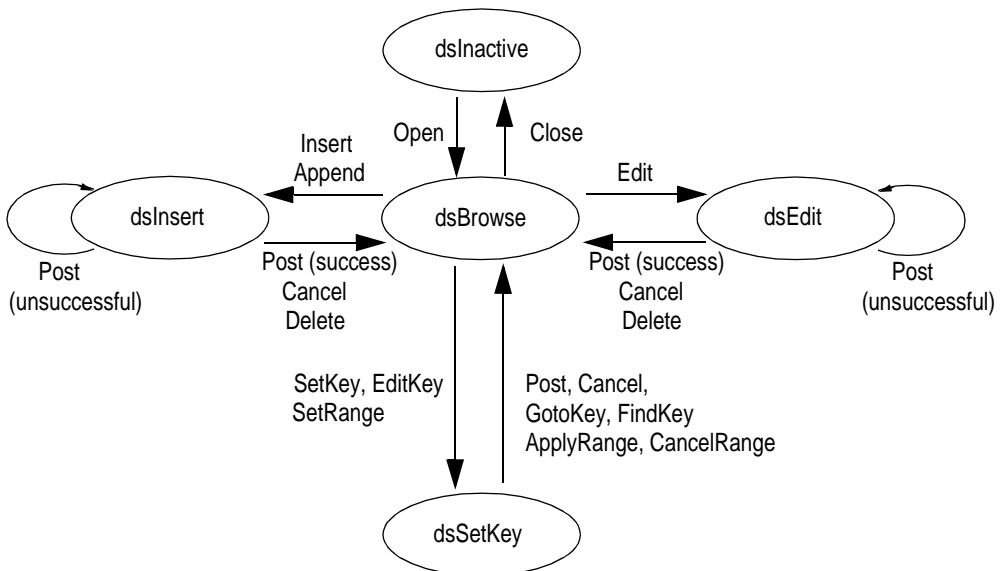 dsInactive
Open
Close
Insert
Append
Edit
dsInsert
dsBrowse
dsEdit
Post
(unsuccessful)
Post (success)
Cancel
Delete
Post (success)
Cancel
Delete
Post
(unsuccessful)
SetKey, EditKey
SetRange
Post, Cancel,
GotoKey, FindKey
ApplyRange, CancelRange
dsSetKey